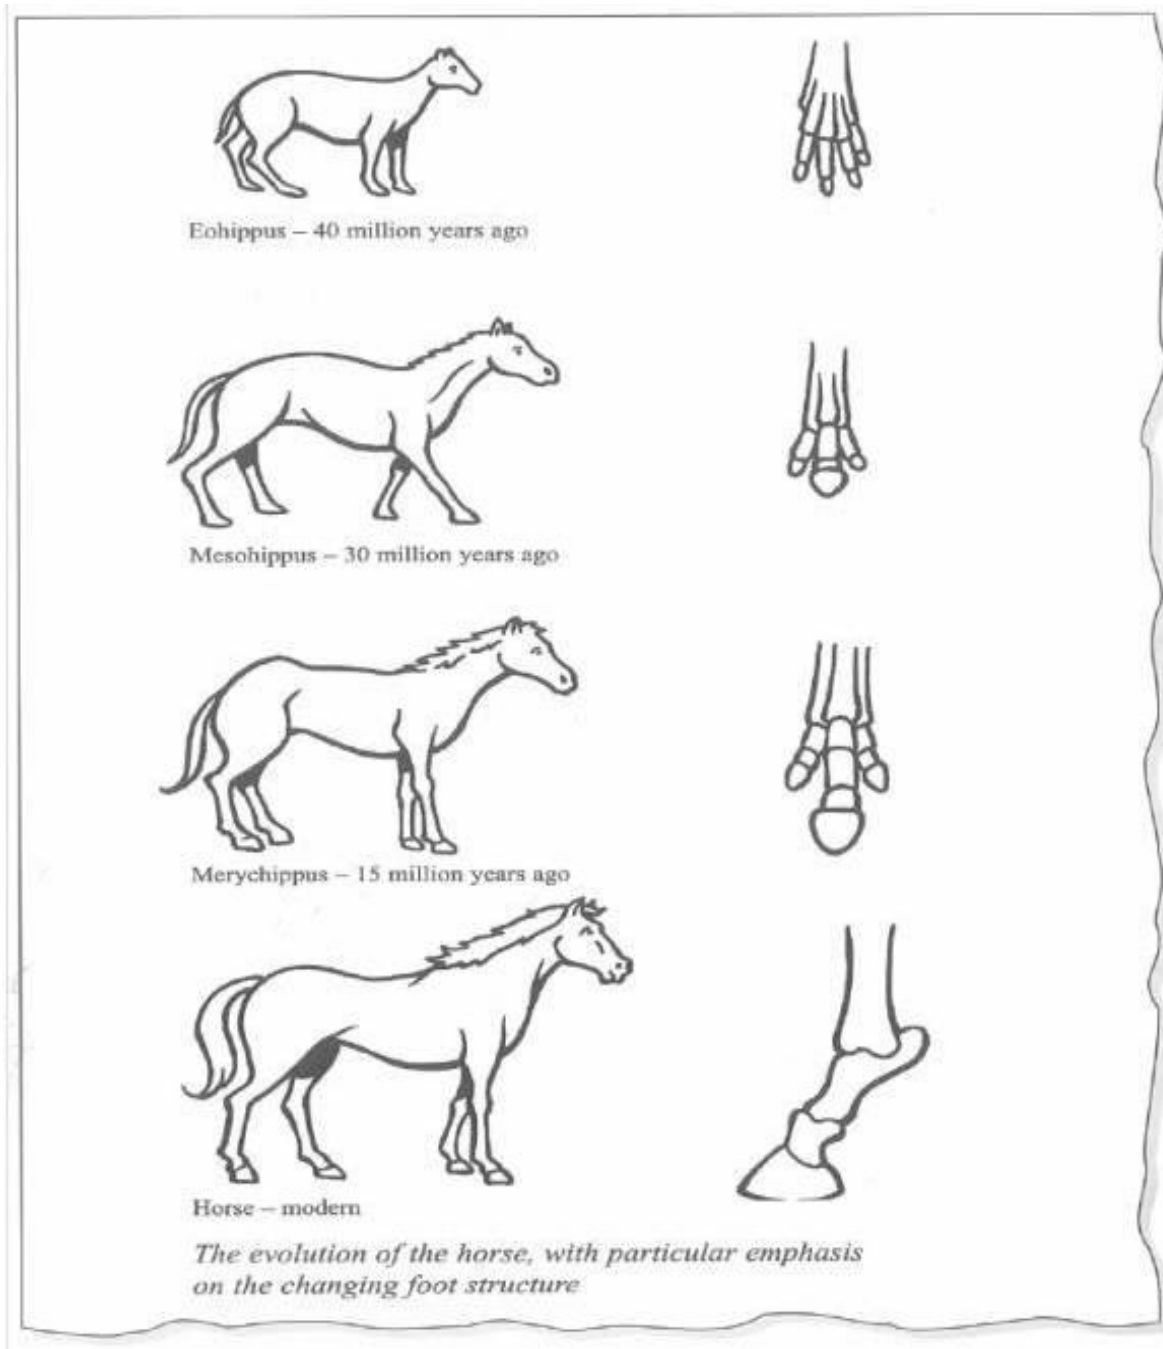 Eohippus – 40 million years ago
Mesohippus – 30 million years ago
Merychippus – 15 million years ago
Horse – modern
The evolution of the horse, with particular emphasis
on the changing foot structure